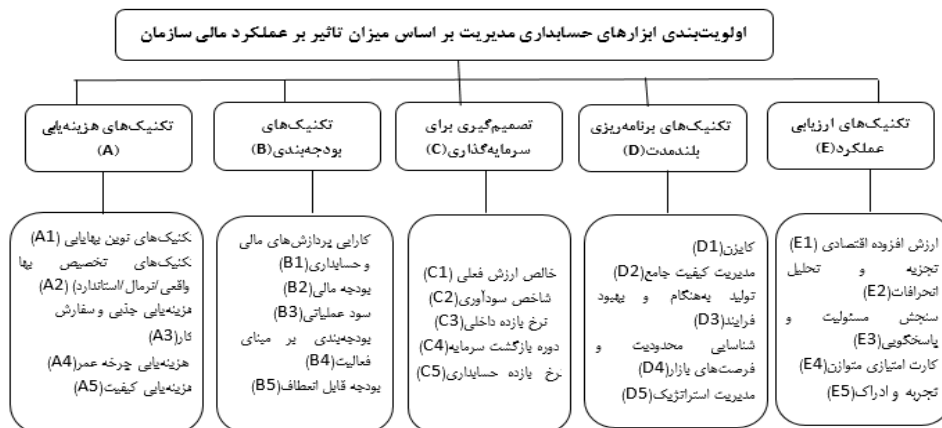 اولویت‌بندی ابزارهای حسابداری مدیریت بر اساس میزان تاثیر بر عملکرد مالی سازمان
تکنیک‌های ارزیابی
عملکرد(E)
تکنیک‌های برنامه‌ریزی
بلندمدت(D)
تصمیم‌گیری برای
سرمایه‌گذاری(C)
تکنیک‌های
بودجه‌بندی(B)
تکنیک‌های هزینه‌یابی
(A)
ارزش افزوده اقتصادی (E1)
تجزیه و تحلیل
انحرافات(E2)
سنجش مسئولیت و
پاسخگویی(E3)
کارت امتیازی متوازن(E4)
تجربه و ادراک(E5)
کایزن(D1)
مدیریت کیفیت جامع(D2)
تولید به‌هنگام و بهبود
فرایند(D3)
شناسایی محدودیت و
فرصت‌های بازار(D4)
مدیریت استراتژیک(D5)
خالص ارزش فعلی (C1)
شاخص سودآوری(C2)
نرخ بازده داخلی(C3)
دوره بازگشت سرمایه(C4)
نرخ بازده حسابداری(C5)
کارایی پردازش‌های مالی
و حسابداری(B1)
بودجه مالی(B2)
سود عملیاتی(B3)
بودجه‌بندی بر مبنای
فعالیت(B4)
بودجه قابل انعطاف(B5)
تکنیک‌های نوین بهایابی (A1)
تکنیک‌های تخصیص بها
واقعی/نرمال/استاندارد) (A2)
هزینه‌یابی جذبی و سفارش
کار(A3)
هزینه‌یابی چرخه عمر(A4)
هزینه‌یابی کیفیت(A5)